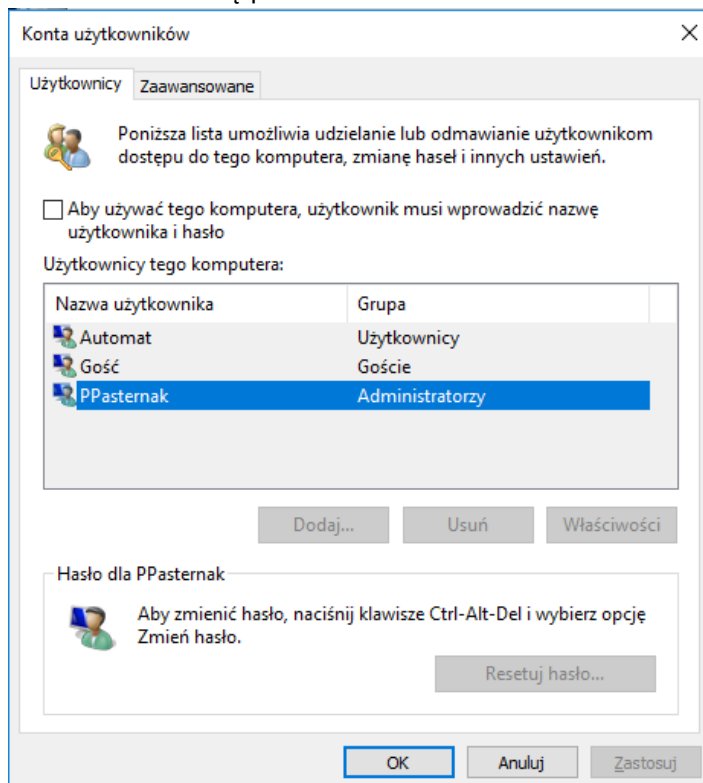 Konta użytkowników
Użytkownicy Zaawansowane
Poniższa lista umożliwia udzielanie lub odmawianie użytkownikom
dostępu do tego komputera, zmianę haseł i innych ustawień.
Aby używać tego komputera, użytkownik musi wprowadzić nazwę
użytkownika i hasło
Użytkownicy tego komputera:
Nazwa użytkownika Grupa
Automat Użytkownicy
Gość Goście
PPasternak Administratorzy
Dodaj... Usuń Właściwości
Hasło dla PPasternak
Aby zmienić hasło, naciśnij klawisze Ctrl-Alt-Del i wybierz opcję
Zmień hasło.
Resetuj hasło...
OK Anuluj Zastosuj